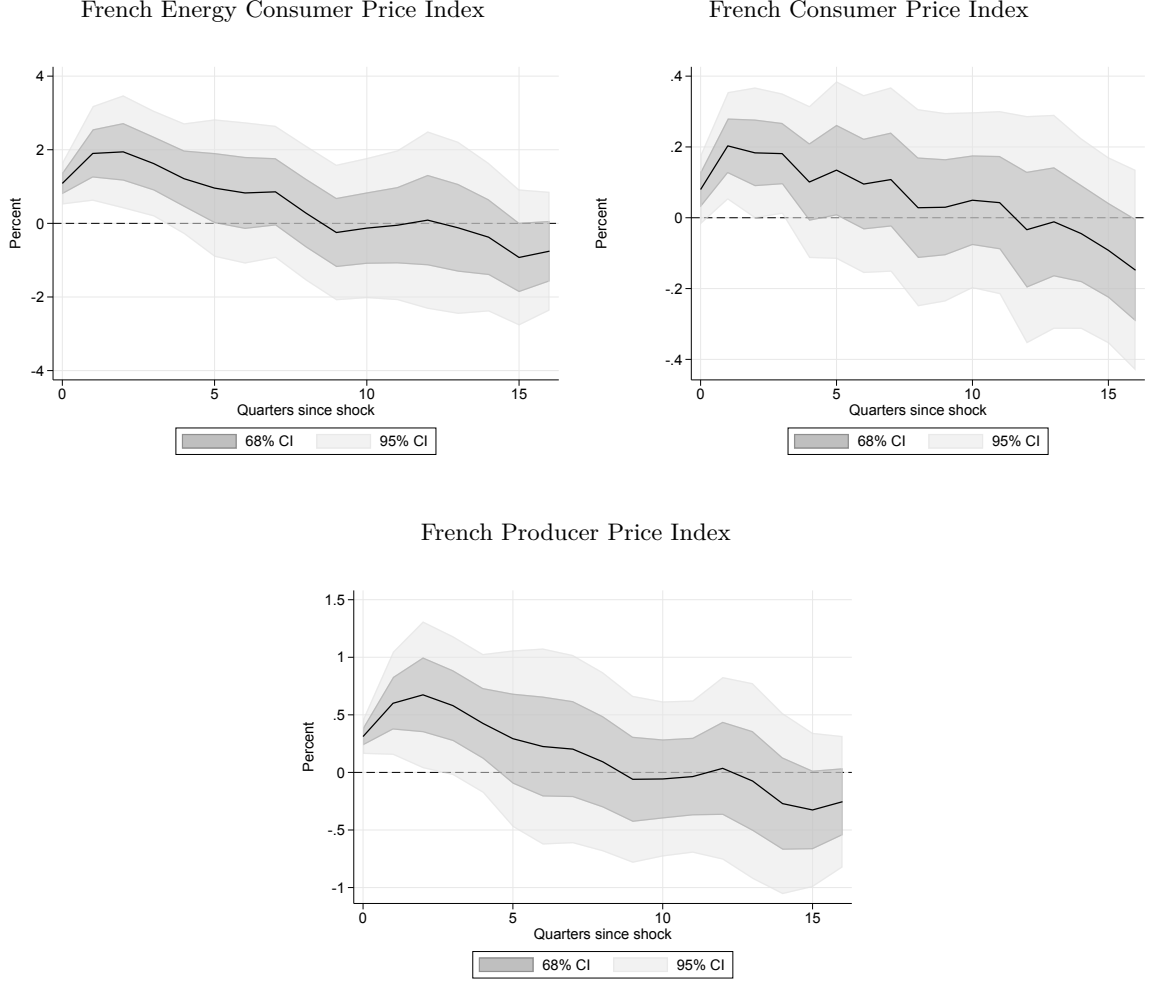 French Energy Consumer Price Index
4
2
0
-2
-4
Percent
0 5 10 15
Quarters since shock
68% CI 95% CI
French Consumer Price Index
.4
.2
0
-.2
-.4
Percent
0 5 10 15
Quarters since shock
68% CI 95% CI
French Producer Price Index
1.5
1
.5
0
-.5
-1
Percent
0 5 10 15
Quarters since shock
68% CI 95% CI